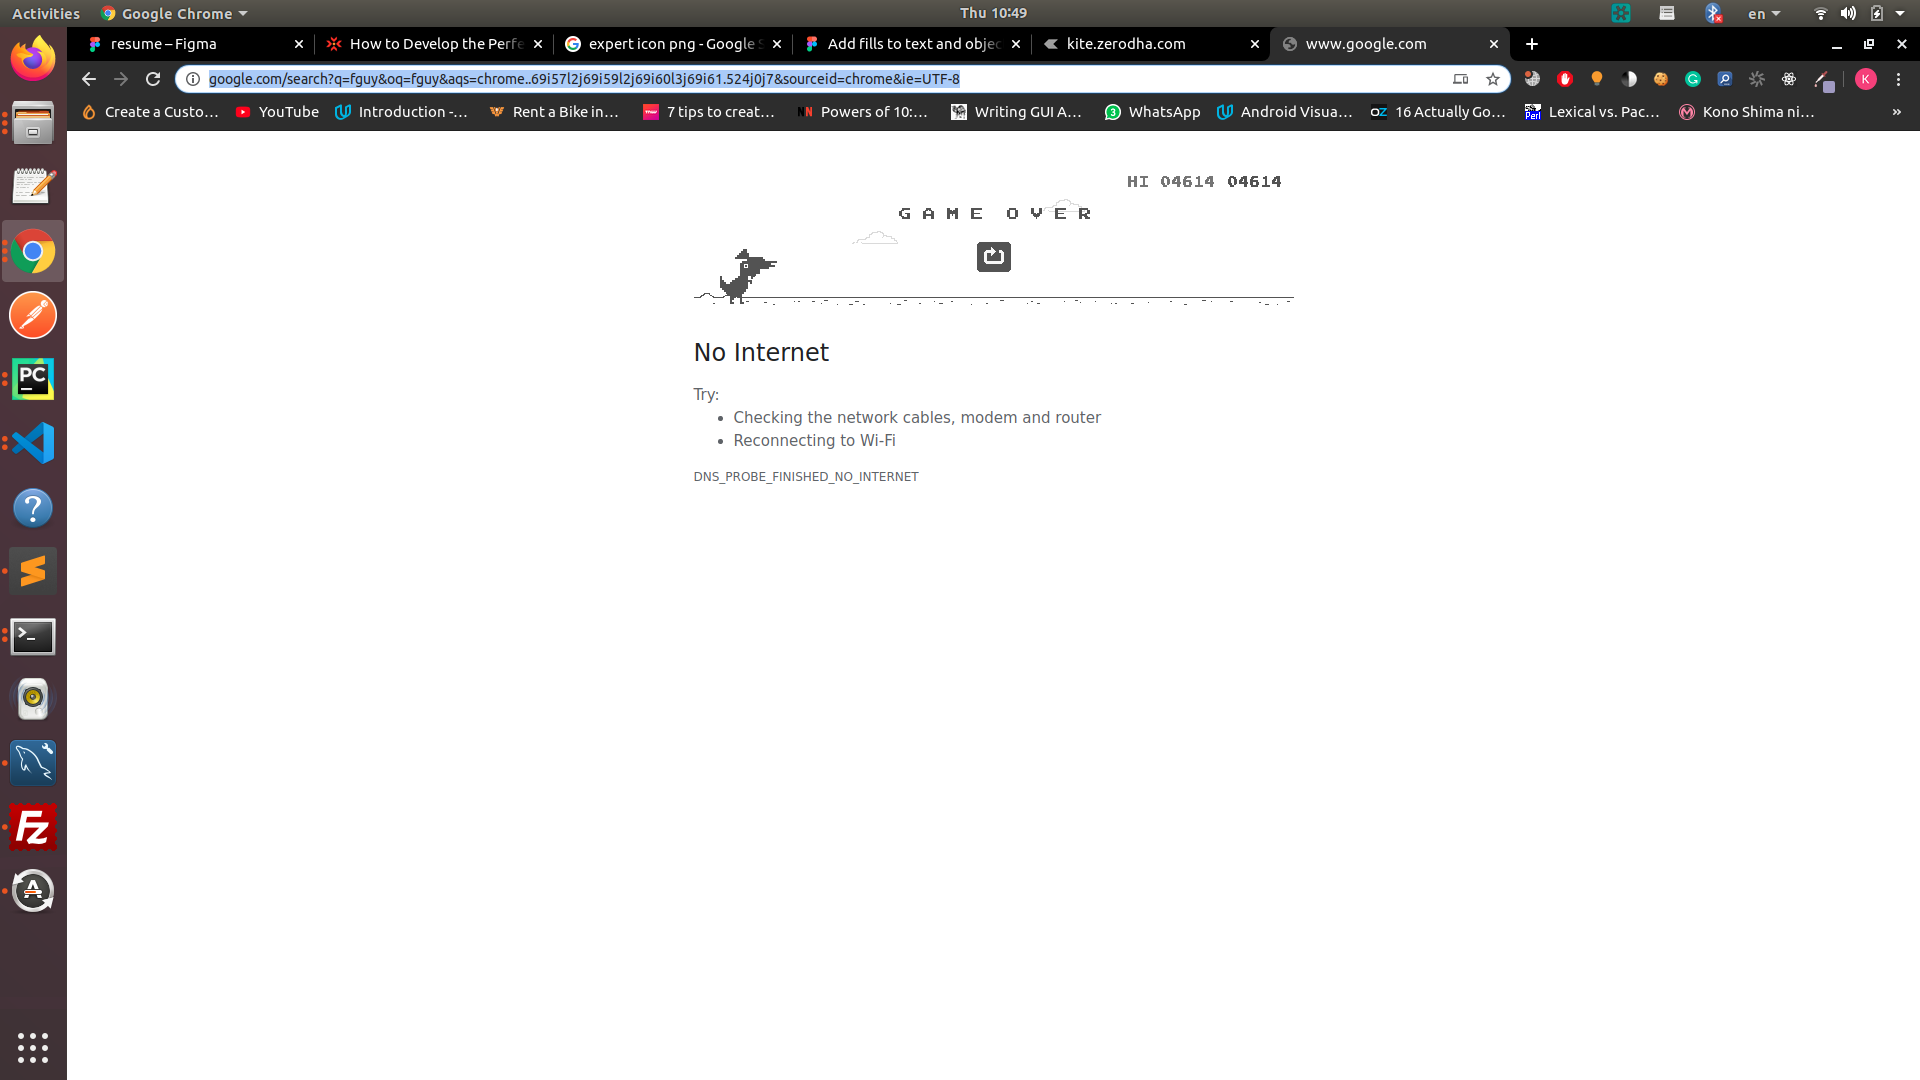 Activities
Google Chrome
Thu 10:49
en
resume – Figma
How to Develop the Perfe
expert icon png - Google S
Add fills to text and objec
kite.zerodha.com
www.google.com
google.com/search?q=fguy&oq=fguy&aqs=chrome..69i57l2j69i59l2j69i60l3j69i61.524j0j7&sourceid=chrome&ie=UTF-8
K
Create a Custo…
YouTube
Introduction -…
Rent a Bike in…
7 tips to creat…
Powers of 10:…
Writing GUI A…
WhatsApp
Android Visua…
16 Actually Go…
Lexical vs. Pac…
Kono Shima ni…
»
HI 04614 04614
GAME OVER
No Internet
Try:
• Checking the network cables, modem and router
• Reconnecting to Wi-Fi
DNS_PROBE_FINISHED_NO_INTERNET